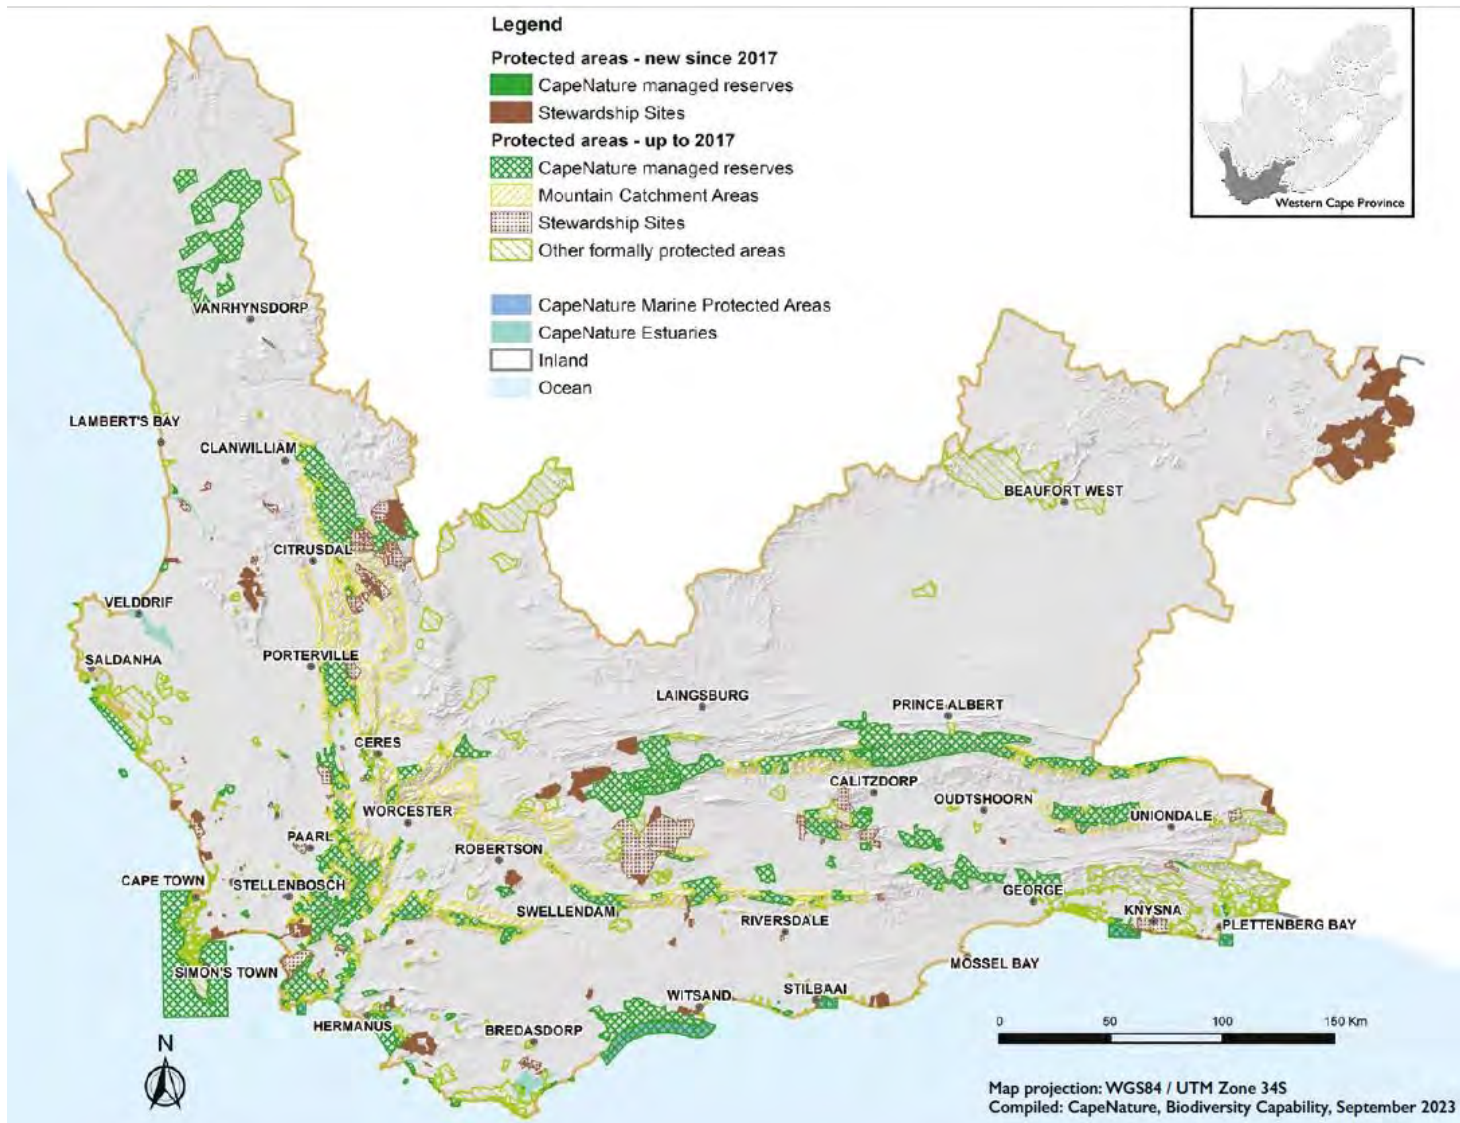 Legend
Protected areas - new since 2017
CapeNature managed reserves
Stewardship Sites
Protected areas - up to 2017
CapeNature managed reserves
Mountain Catchment Areas
Stewardship Sites
Other formally protected areas
CapeNature Marine Protected Areas
CapeNature Estuaries
Inland
Ocean
Western Cape Province
VANRHYNSDORP
LAMBERT'S BAY
CLANWILLIAM
BEAUFORT WEST
CITRUSDAL
VELDDRIF
PORTERVILLE
SALDANHA
LAINGSBURG
PRINCE ALBERT
CERES
CALITZDORP
OUDTSHOORN
WORCESTER
UNIONDALE
PAARL
ROBERTSON
CAPE TOWN
STELLENBOSCH
GEORGE
SWELLENDAM
KNYSNA
RIVERSDALE
PLETTENBERG BAY
MOSSEL BAY
SIMON'S TOWN
STILBAAI
WITSAND
HERMANUS
BREDASDORP
N
0 50 100 150 Km
Map projection: WGS84 / UTM Zone 34S
Compiled: CapeNature, Biodiversity Capability, September 2023